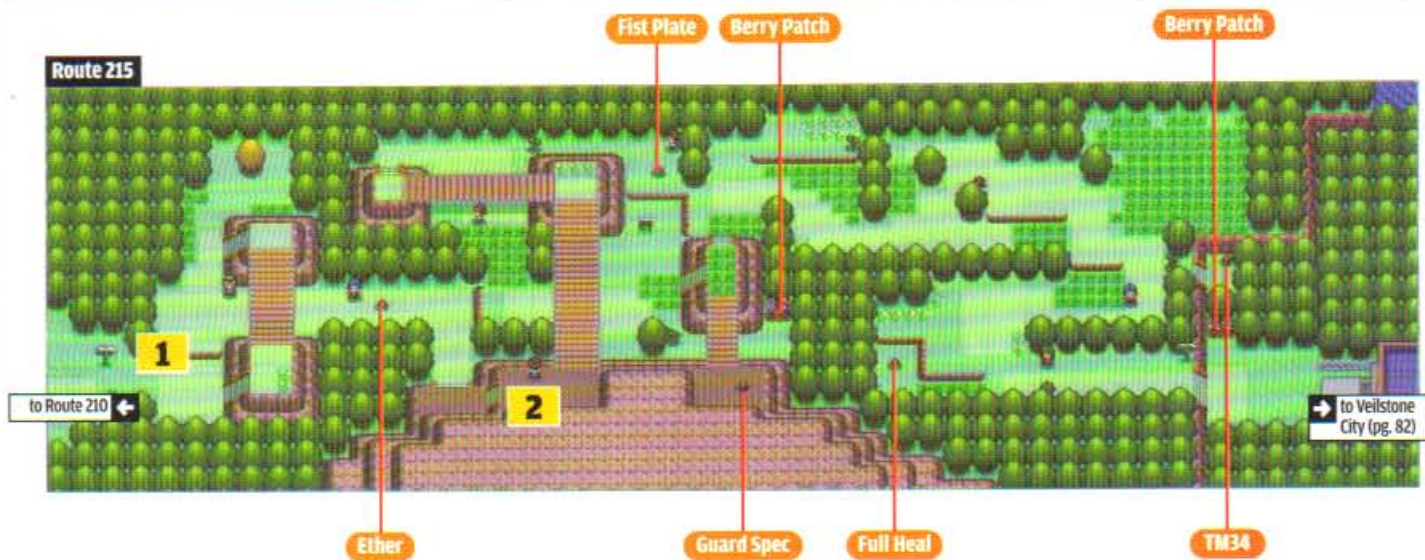 Fist Plate
Berry Patch
Berry Patch
Route 215
1
to Route 210
2
to Veilstone
City (pg. 82)
Ether
Guard Spec
Full Heal
TM34